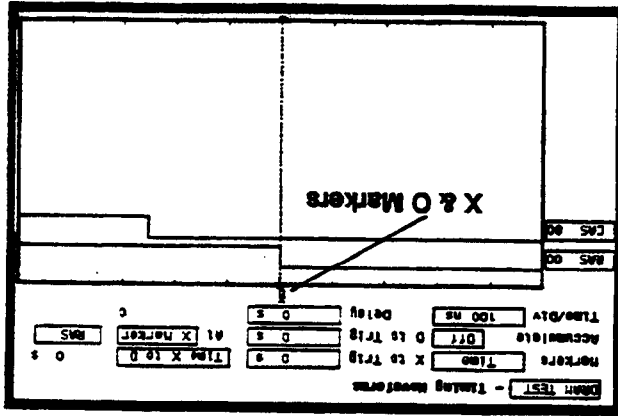 DRAM TEST - Timing Waveforms
Markers Time X to Trig 0 s Time X to O 0 s
Accumulate Off O to Trig 0 s At X Marker RAS
Time/Div 100 ns Delay 0 s
X & O Markers
RAS 00
CAS 00